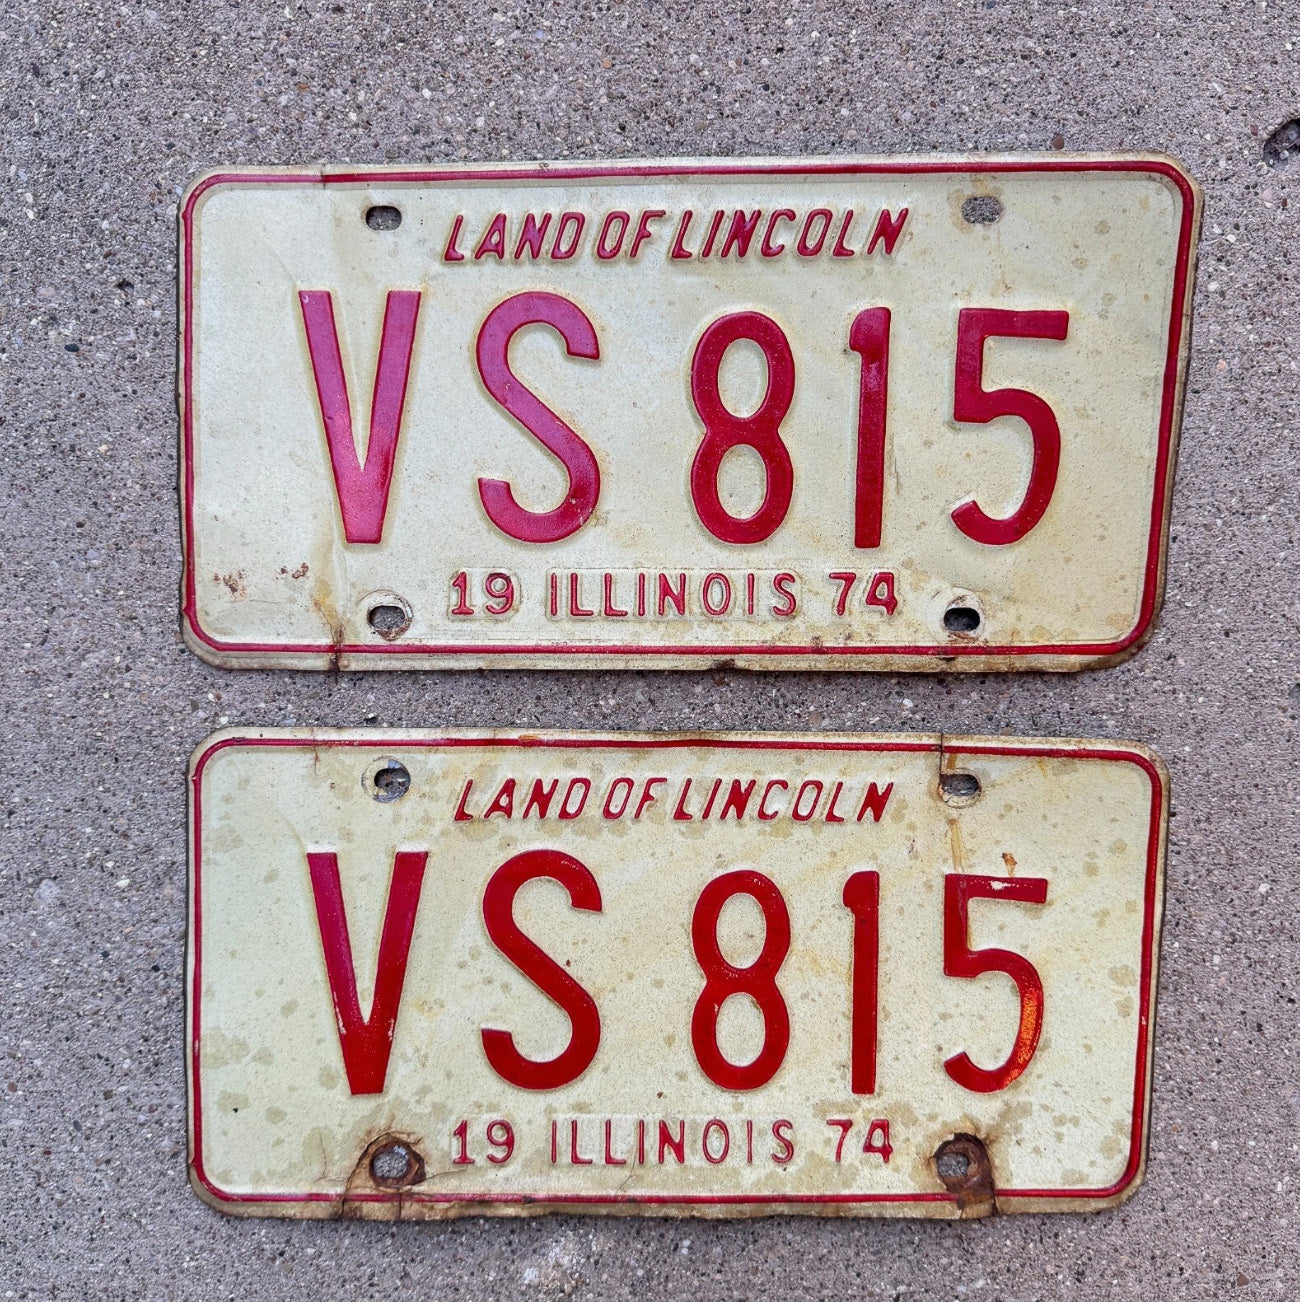 LAND OF LINCOLN
VS 815
19 ILLINOIS 74
LAND OF LINCOLN
VS 815
19 ILLINOIS 74